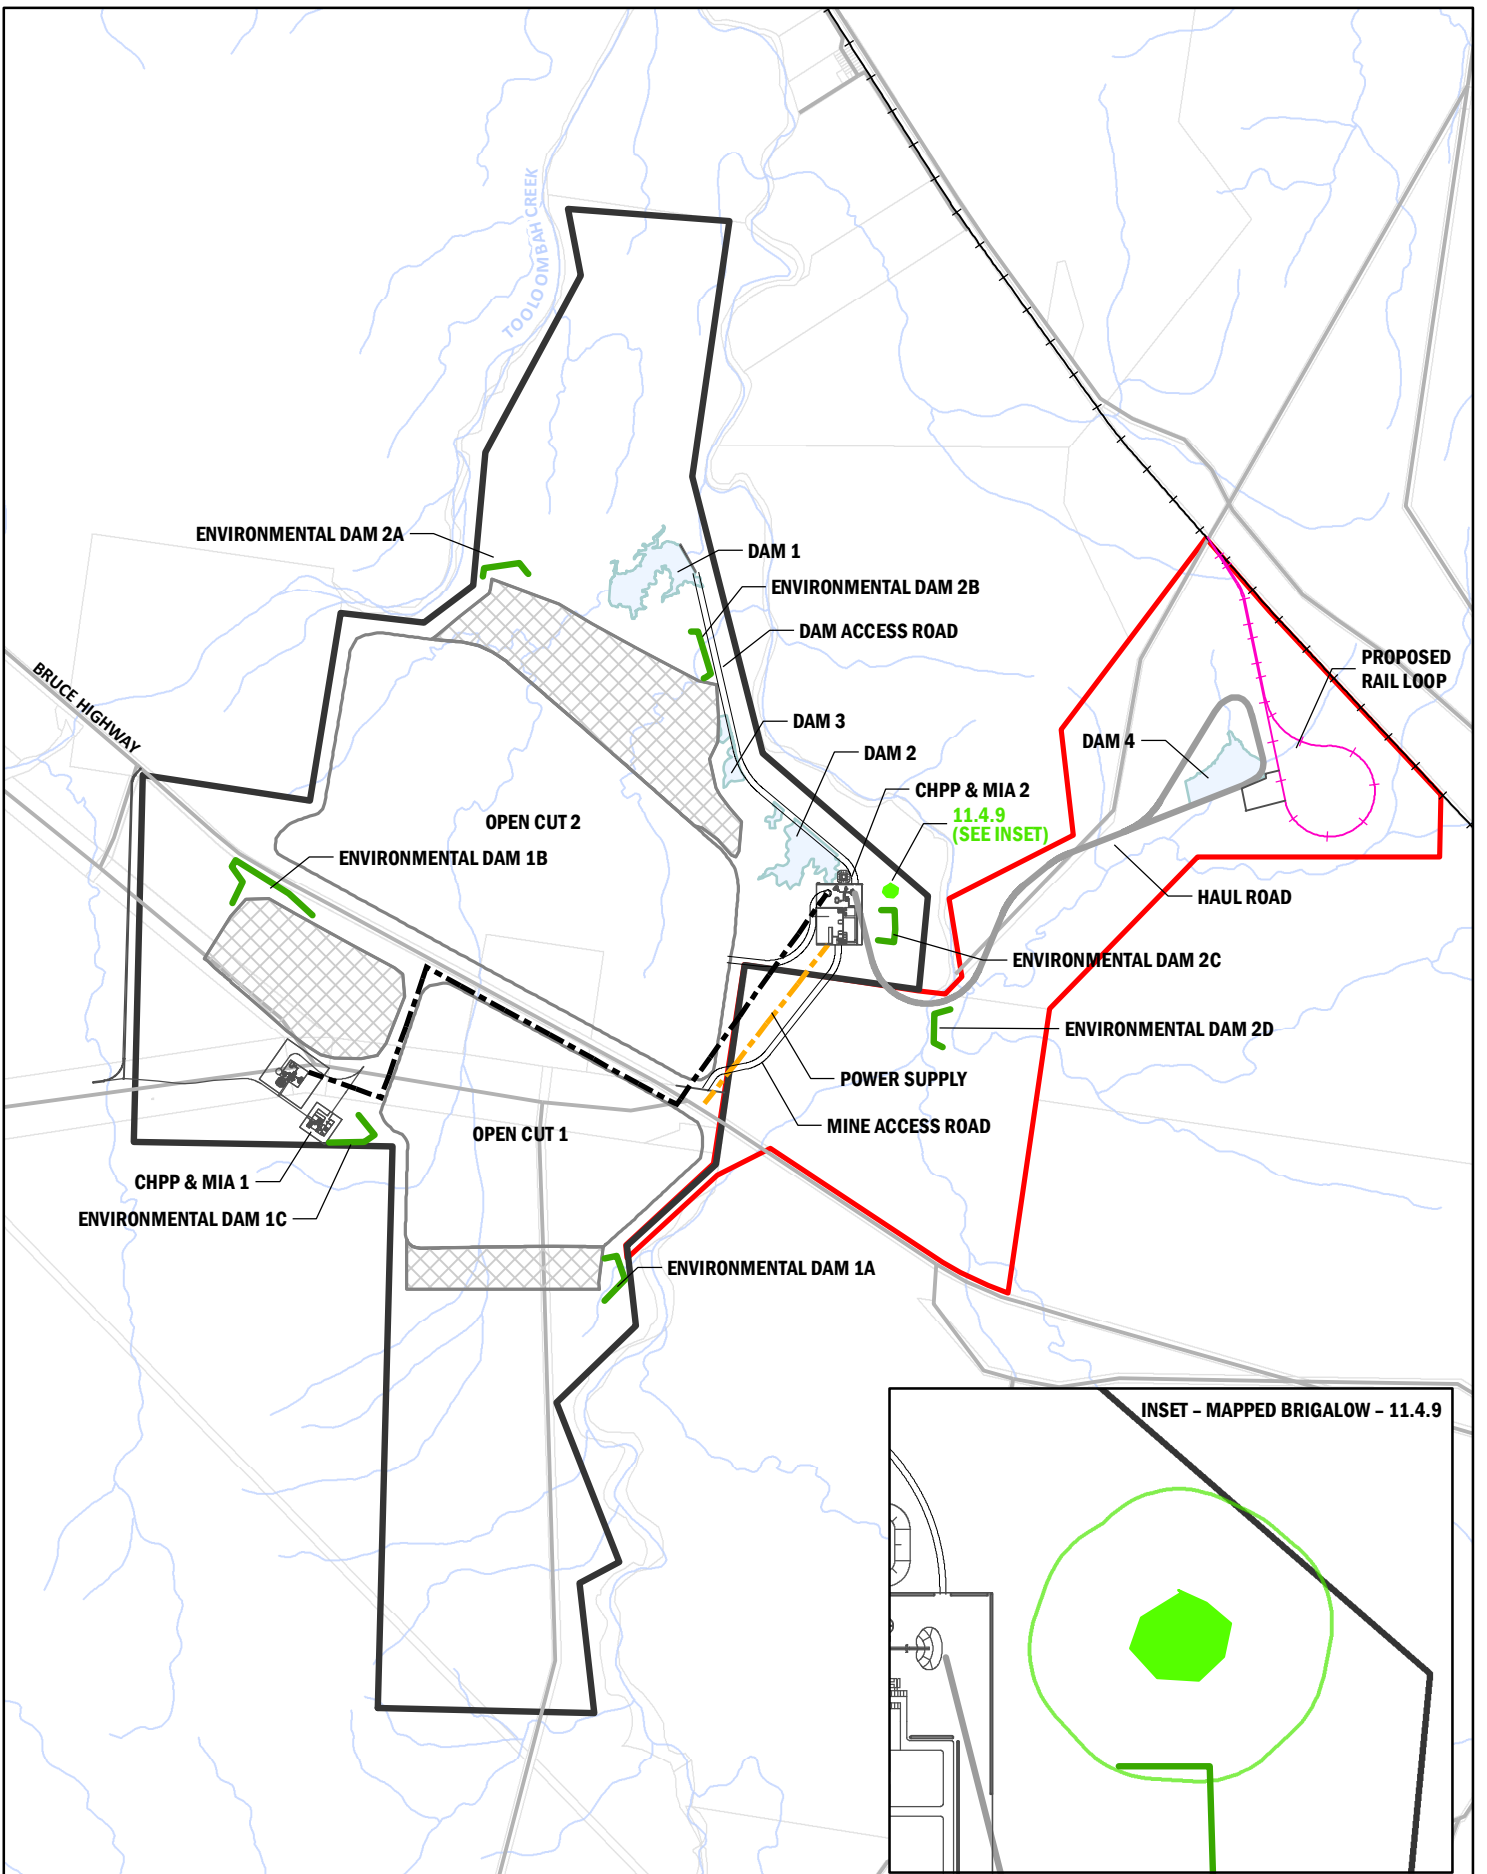 TOOLOOMBAH CREEK
ENVIRONMENTAL DAM 2A
DAM 1
ENVIRONMENTAL DAM 2B
DAM ACCESS ROAD
PROPOSED
RAIL LOOP
BRUCE HIGHWAY
DAM 3
DAM 4
DAM 2
CHPP & MIA 2
11.4.9
(SEE INSET)
OPEN CUT 2
ENVIRONMENTAL DAM 1B
HAUL ROAD
ENVIRONMENTAL DAM 2C
ENVIRONMENTAL DAM 2D
POWER SUPPLY
MINE ACCESS ROAD
OPEN CUT 1
CHPP & MIA 1
ENVIRONMENTAL DAM 1C
ENVIRONMENTAL DAM 1A
INSET – MAPPED BRIGALOW – 11.4.9